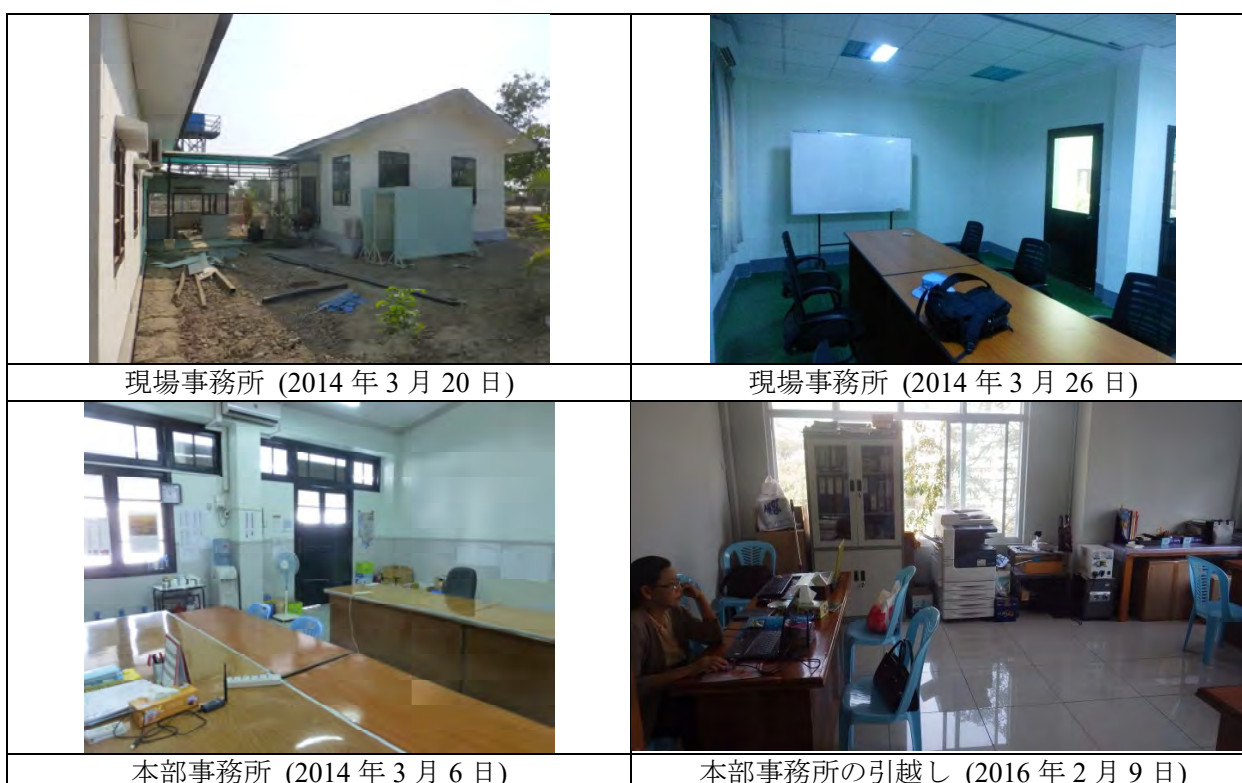 現場事務所 (2014 年 3 月 20 日)
現場事務所 (2014 年 3 月 26 日)
本部事務所 (2014 年 3 月 6 日)
本部事務所の引越し (2016 年 2 月 9 日)